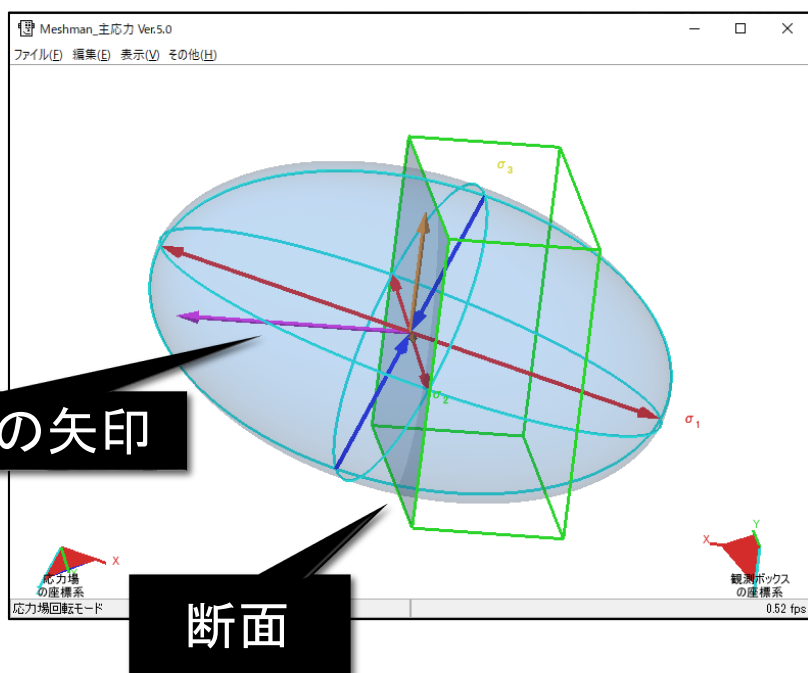 Meshman_主応力 Ver.5.0
ファイル(F) 編集(E) 表示(V) その他(H)
σ3
σ2
σ1
の矢印
断面
X
応力場
の座標系
応力場回転モード
X
Y
観測ボックス
の座標系
0.52 fps